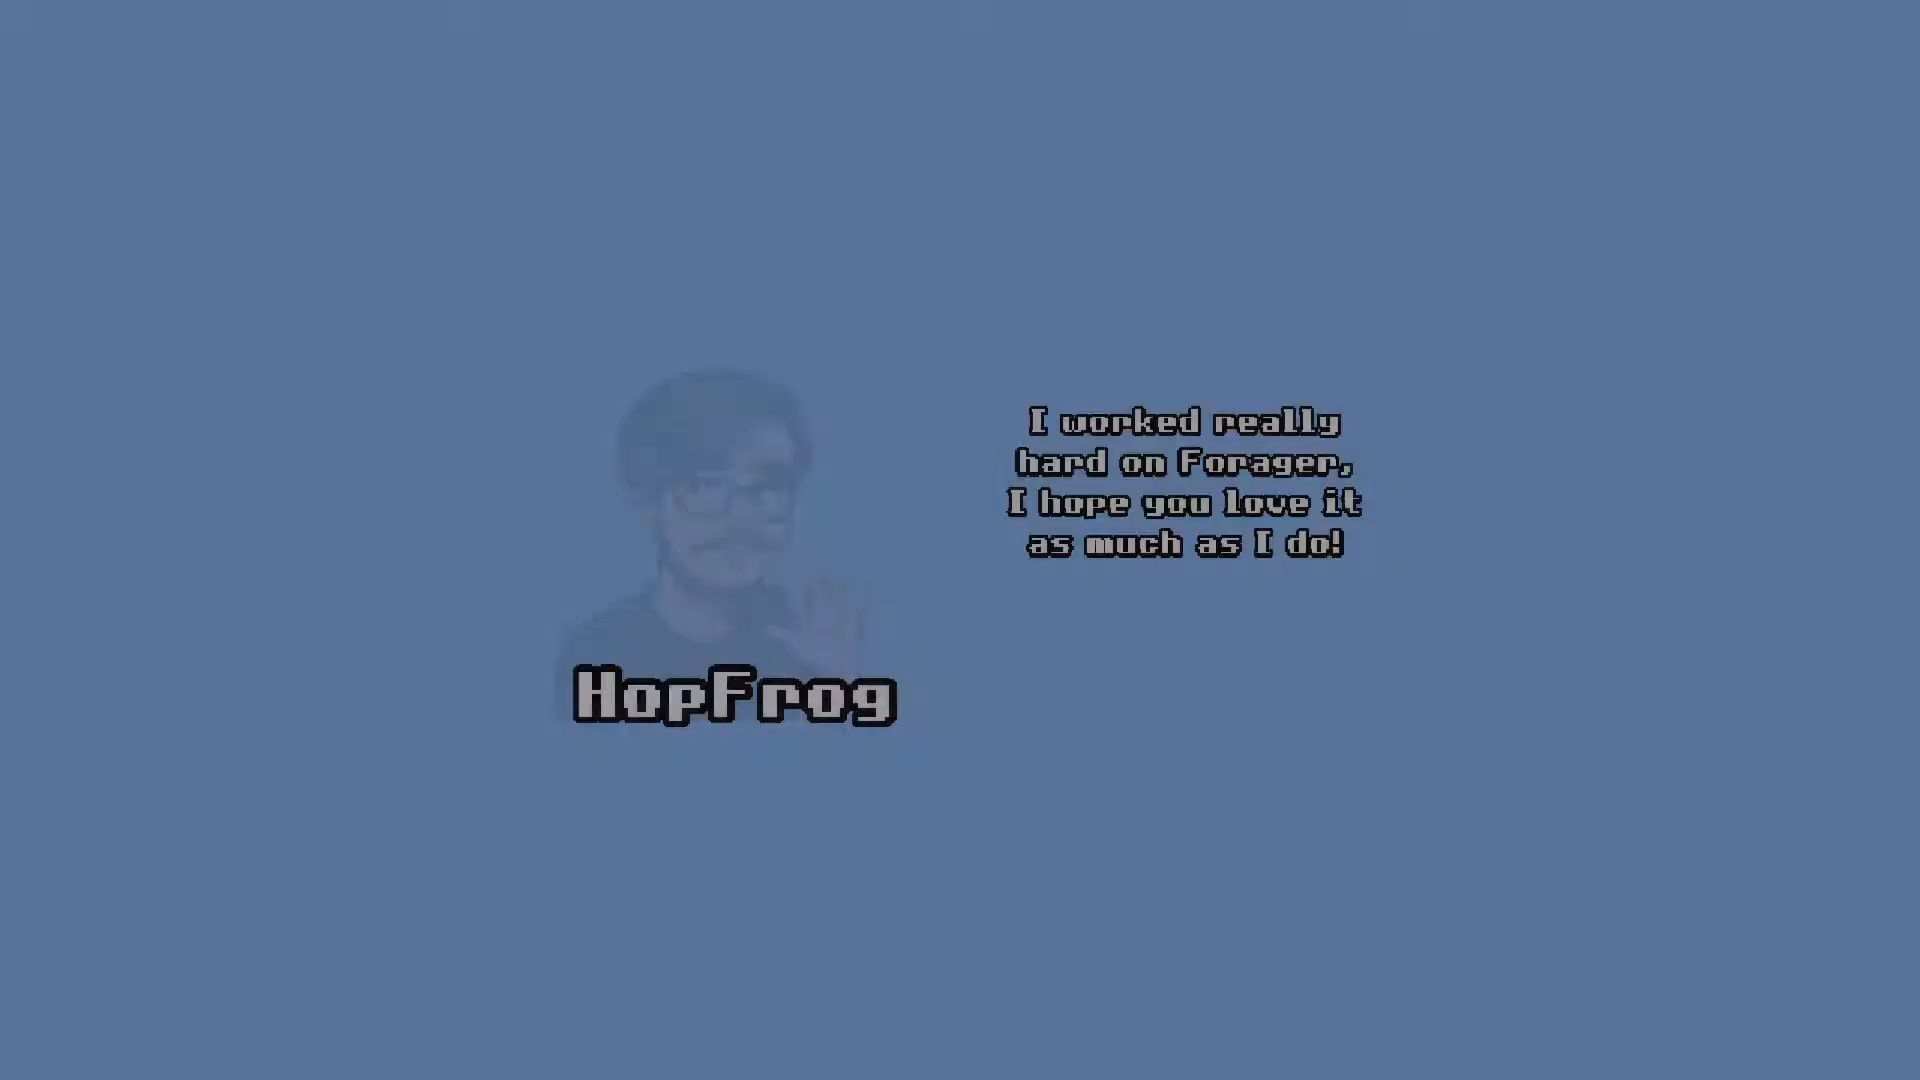 I worked really
hard on Forager,
I hope you love it
as much as I do!
HopFrog